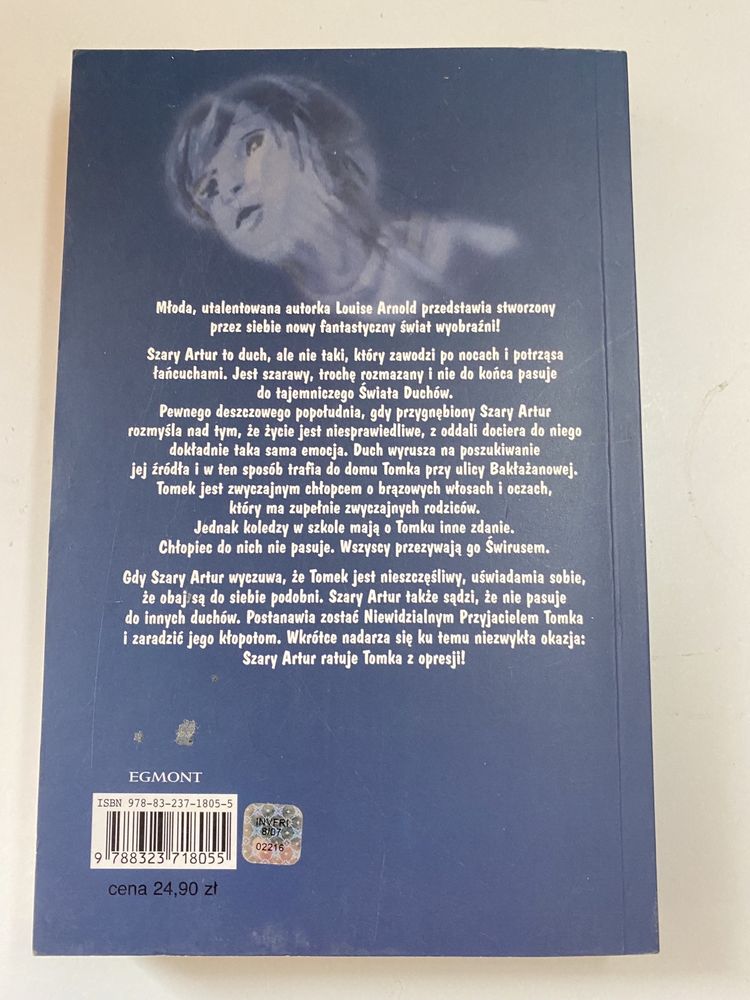 Młoda, utalentowana autorka Louise Arnold przedstawia stworzony
przez siebie nowy fantastyczny świat wyobraźni!
Szary Artur to duch, ale nie taki, który zawodzi po nocach i potrząsa
łańcuchami. Jest szarawy, trochę rozmazany i nie do końca pasuje
do tajemniczego Świata Duchów.
Pewnego deszczowego popołudnia, gdy przygnębiony Szary Artur
rozmyśla nad tym, że życie jest niesprawiedliwe, z oddali dociera do niego
dokładnie taka sama emocja. Duch wyrusza na poszukiwanie
jej źródła i w ten sposób trafia do domu Tomka przy ulicy Bakłażanowej.
Tomek jest zwyczajnym chłopcem o brązowych włosach i oczach,
który ma zupełnie zwyczajnych rodziców.
Jednak koledzy w szkole mają o Tomku inne zdanie.
Chłopiec do nich nie pasuje. Wszyscy przezywają go Świrusem.
Gdy Szary Artur wyczuwa, że Tomek jest nieszczęśliwy, uświadamia sobie,
że obaj są do siebie podobni. Szary Artur także sądzi, że nie pasuje
do innych duchów. Postanawia zostać Niewidzialnym Przyjacielem Tomka
i zaradzić jego kłopotom. Wkrótce nadarza się ku temu niezwykła okazja:
Szary Artur ratuje Tomka z opresji!
EGMONT
ISBN 978-83-237-1805-5
9 788323 718055
INVERI
8/07
02216
cena 24,90 zł